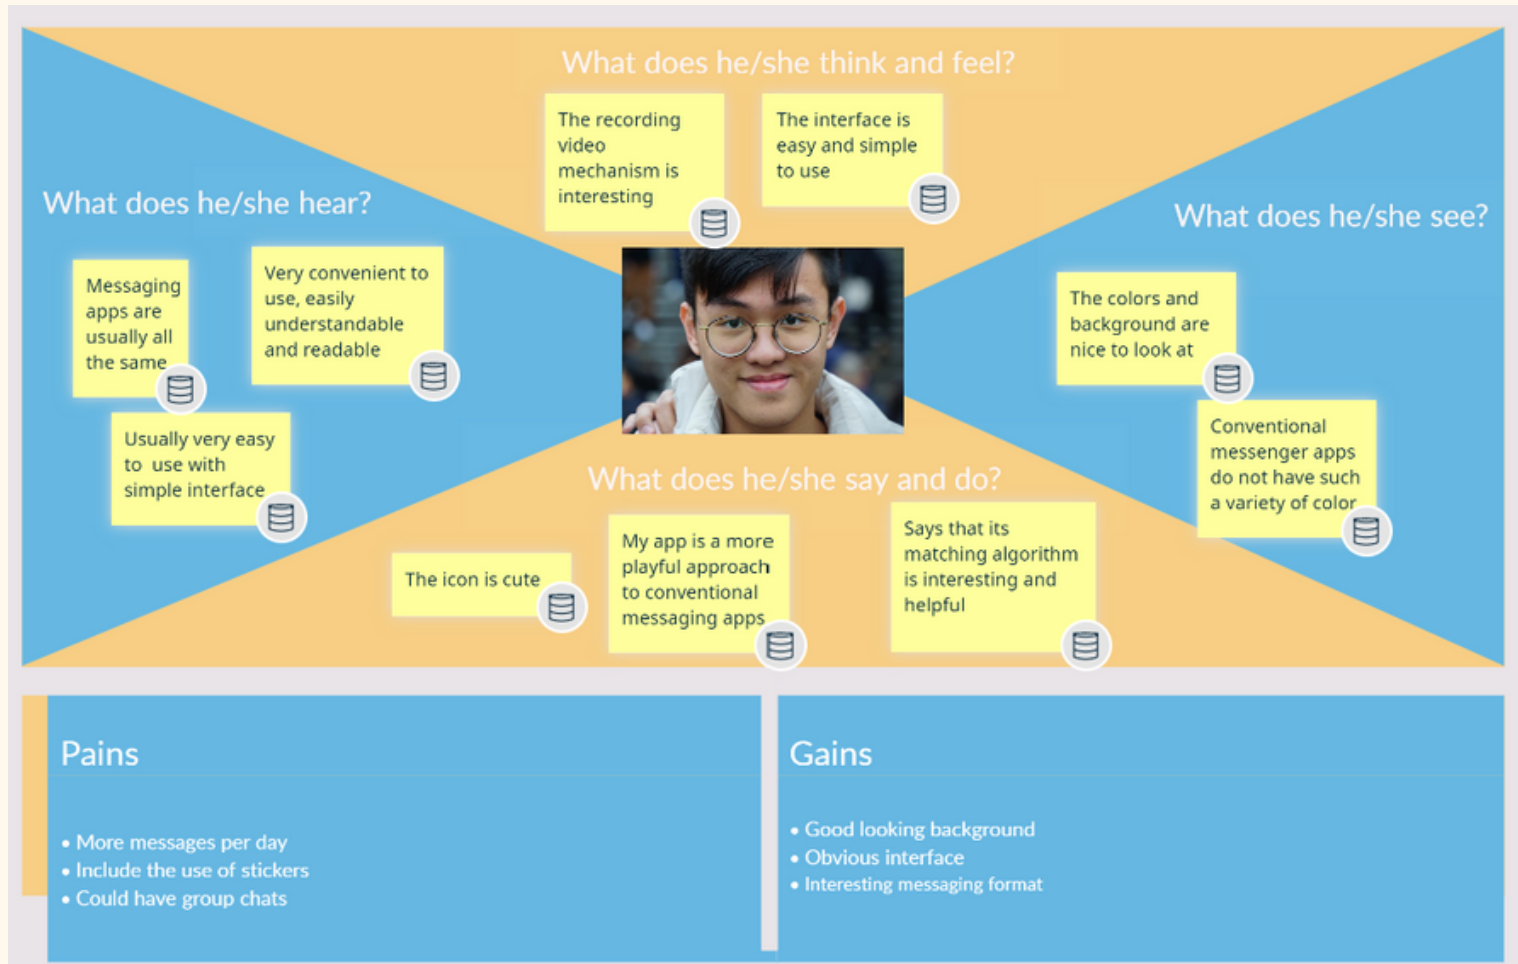 What does he/she think and feel?
The recording
video
mechanism is
interesting
The interface is
easy and simple
to use
What does he/she hear?
Messaging
apps are
usually all
the same
Very convenient to
use, easily
understandable
and readable
Usually very easy
to use with
simple interface
What does he/she see?
The colors and
background are
nice to look at
Conventional
messenger apps
do not have such
a variety of color
What does he/she say and do?
The icon is cute
My app is a more
playful approach
to conventional
messaging apps
Says that its
matching algorithm
is interesting and
helpful
Pains
• More messages per day
• Include the use of stickers
• Could have group chats
Gains
• Good looking background
• Obvious interface
• Interesting messaging format